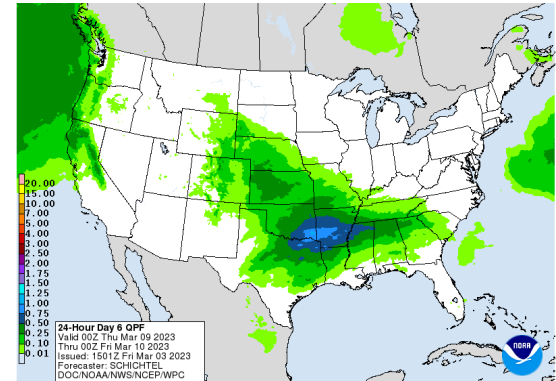 20.00
15.00
10.00
7.00
5.00
4.00
3.00
2.50
2.00
1.75
1.50
1.25
1.00
0.75
0.50
0.25
0.10
0.01
24-Hour Day 6 QPF
Valid 00Z Thu Mar 09 2023
Thru 00Z Fri Mar 10 2023
Issued: 1501Z Fri Mar 03 2023
Forecaster: SCHICHTEL
DOC/NOAA/NWS/NCEP/WPC
NOAA